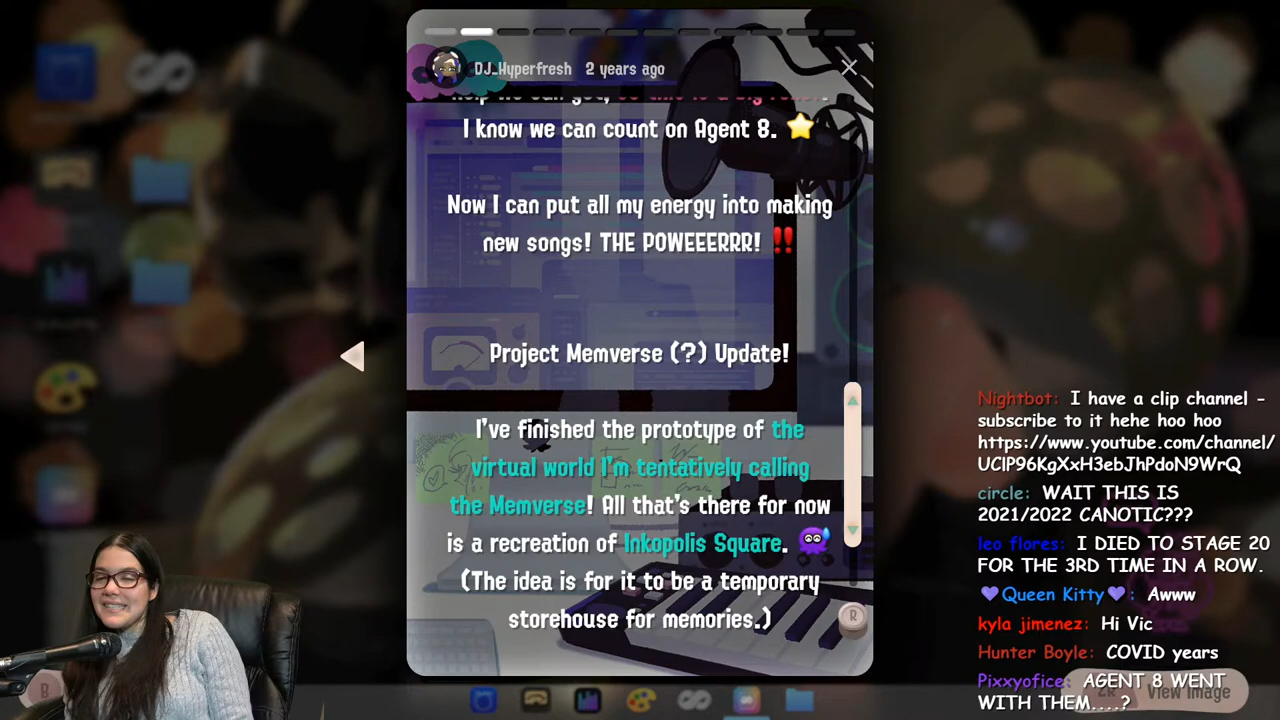 DJ_Hyperfresh 2 years ago
I know we can count on Agent 8. ⭐
Now I can put all my energy into making
new songs! THE POWEEERRR! ‼️
Project Memverse (?) Update!
I've finished the prototype of the
virtual world I'm tentatively calling
the Memverse! All that's there for now
is a recreation of Inkopolis Square.
(The idea is for it to be a temporary
storehouse for memories.)
R
R
ZR View Image
Nightbot: I have a clip channel -
subscribe to it hehe hoo hoo
https://www.youtube.com/channel/
UClP96KgXxH3ebJhPdoN9WrQ
circle: WAIT THIS IS
2021/2022 CANOTIC???
leo flores: I DIED TO STAGE 20
FOR THE 3RD TIME IN A ROW.
💜Queen Kitty💜: Awww
kyla jimenez: Hi Vic
Hunter Boyle: COVID years
Pixxyofice: AGENT 8 WENT
WITH THEM....?